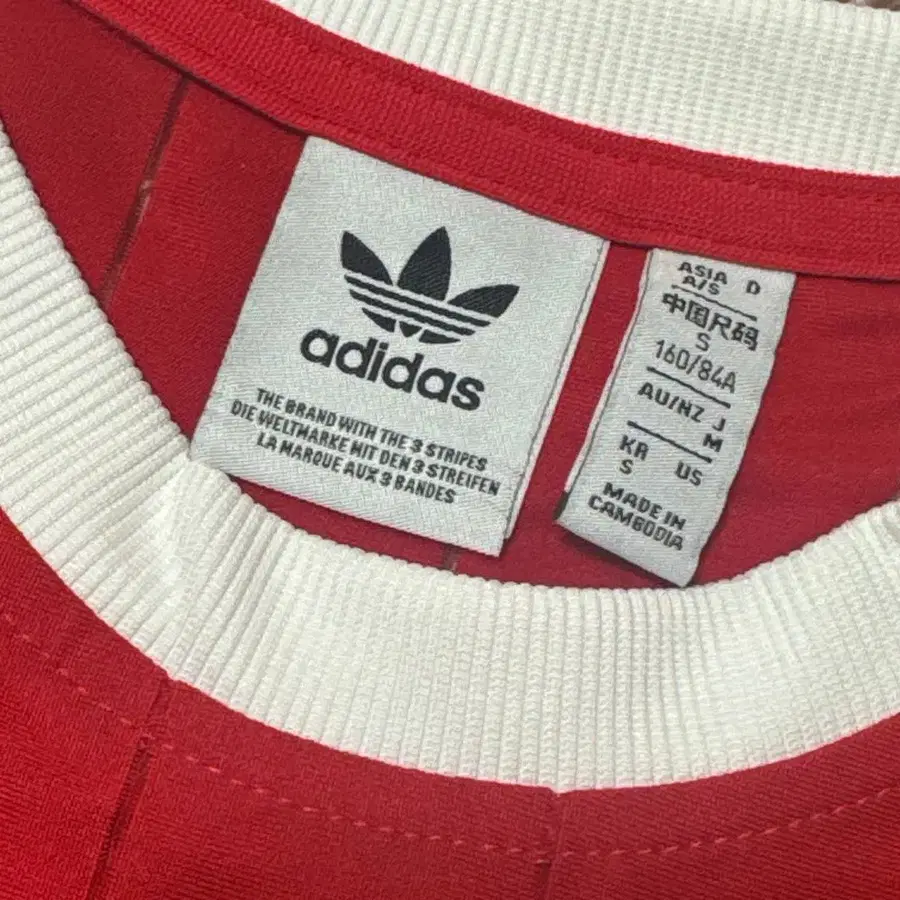 adidas
THE BRAND WITH THE 3 STRIPES
DIE WELTMARKE MIT DEN 3 STREIFEN
LA MARQUE AUX 3 BANDES
ASIA D
A/S
中国尺码
S
160/84A
AU/NZ J
M
KR US
S
MADE IN
CAMBODIA